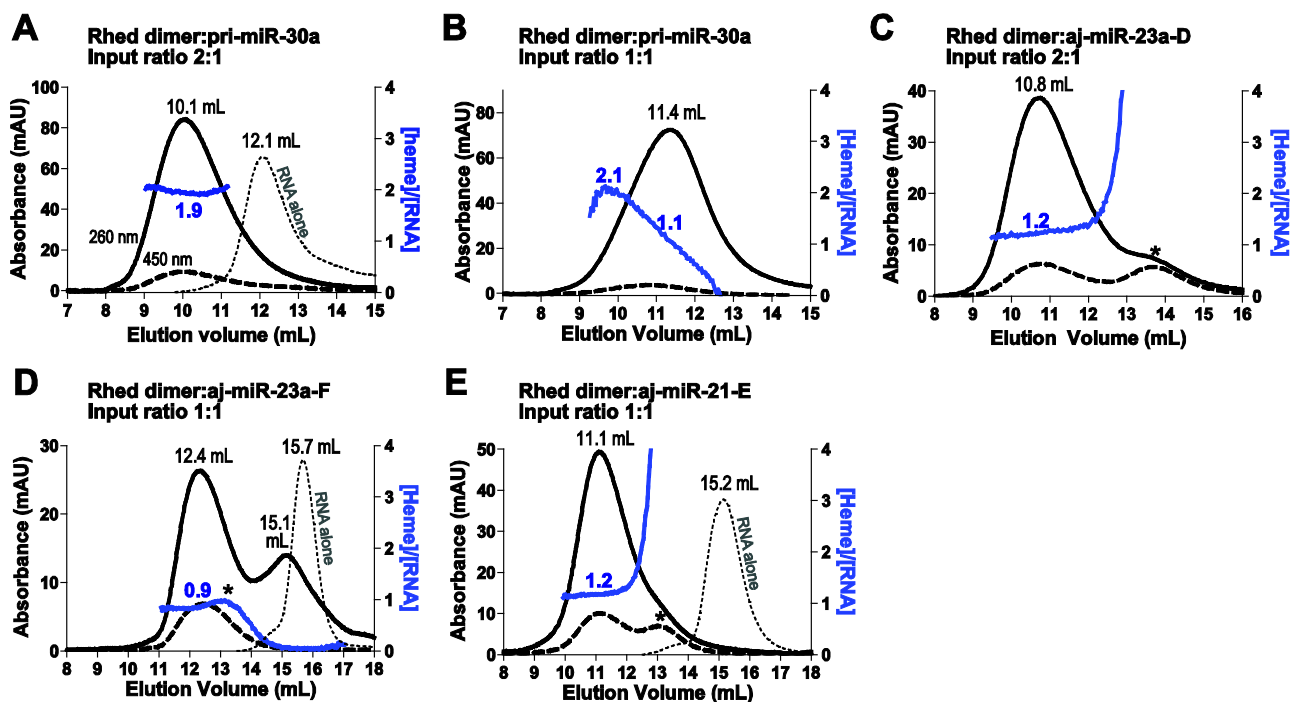 A
Rhed dimer:pri-miR-30a
Input ratio 2:1
100
80
60
40
20
0
Absorbance (mAU)
10.1 mL
12.1 mL
RNA alone
1.9
260 nm
450 nm
4
3
2
1
0
[heme]/[RNA]
7 8 9 10 11 12 13 14 15
Elution volume (mL)
B
Rhed dimer:pri-miR-30a
Input ratio 1:1
80
60
40
20
0
Absorbance (mAU)
11.4 mL
2.1
1.1
4
3
2
1
0
[Heme]/[RNA]
7 8 9 10 11 12 13 14 15
Elution Volume (mL)
C
Rhed dimer:aj-miR-23a-D
Input ratio 2:1
40
30
20
10
0
Absorbance (mAU)
10.8 mL
1.2
*
4
3
2
1
0
[Heme]/[RNA]
8 9 10 11 12 13 14 15 16
Elution Volume (mL)
D
Rhed dimer:aj-miR-23a-F
Input ratio 1:1
30
20
10
0
Absorbance (mAU)
12.4 mL
15.7 mL
15.1
mL
RNA alone
0.9
*
4
3
2
1
0
[Heme]/[RNA]
8 9 10 11 12 13 14 15 16 17 18
Elution Volume (mL)
E
Rhed dimer:aj-miR-21-E
Input ratio 1:1
50
40
30
20
10
0
Absorbance (mAU)
11.1 mL
15.2 mL
RNA alone
1.2
*
4
3
2
1
0
[Heme]/[RNA]
8 9 10 11 12 13 14 15 16 17 18
Elution Volume (mL)